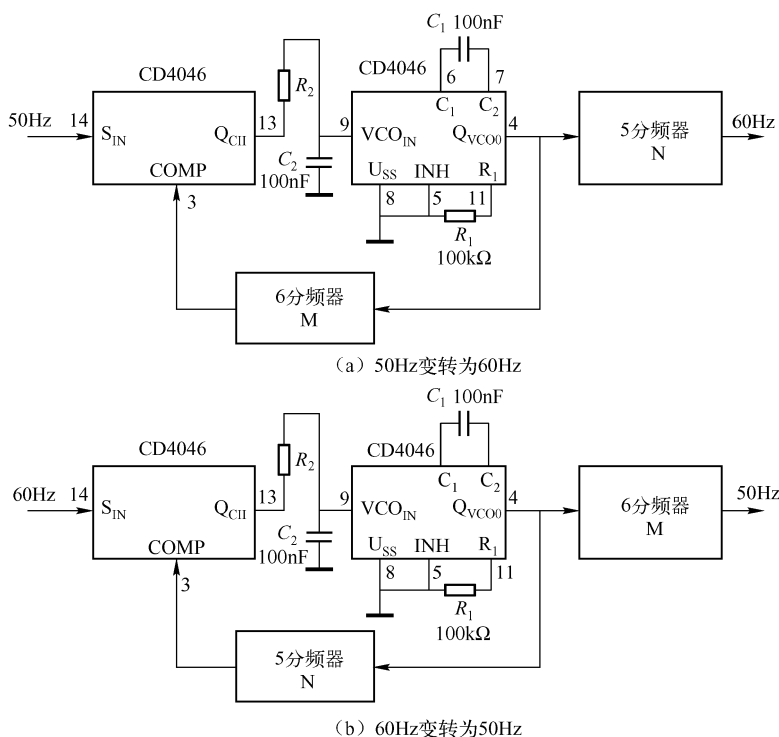 C1 100nF
CD4046
CD4046
6
7
R2
50Hz
14
SIN
QCII
13
9
VCOIN
C1
C2
QVCO0
4
5分频器
N
60Hz
COMP
C2
100nF
USS
INH
R1
3
8
5
11
R1
100kΩ
6分频器
M
(a)50Hz变转为60Hz
C1 100nF
CD4046
CD4046
R2
60Hz
14
SIN
QCII
13
9
VCOIN
C1
C2
QVCO0
4
6分频器
M
50Hz
COMP
C2
100nF
USS
INH
R1
3
8
5
11
R1
100kΩ
5分频器
N
(b)60Hz变转为50Hz